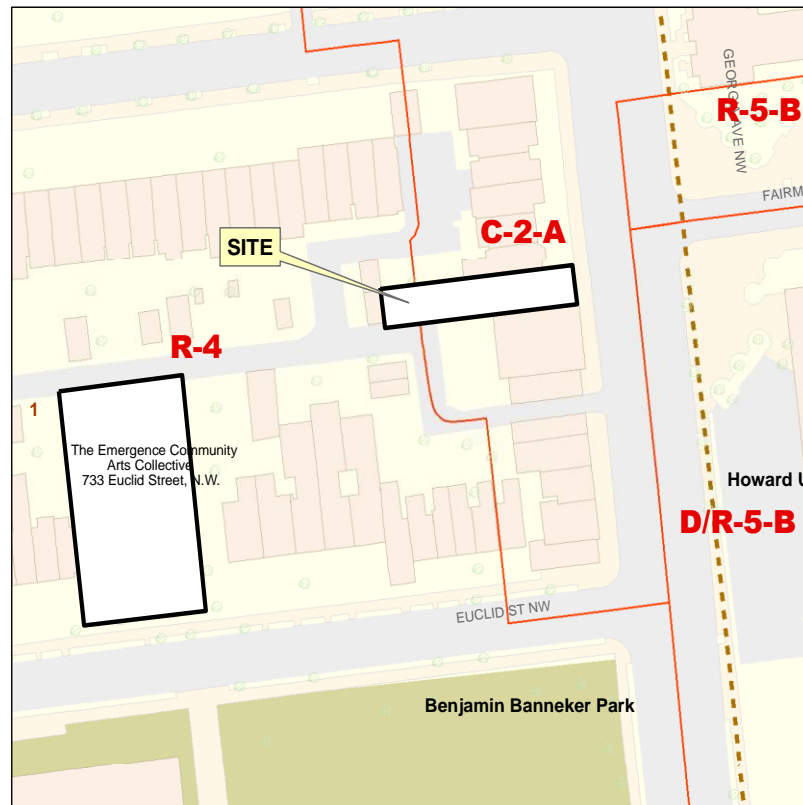 GEORGIA AVE NW
R-5-B
FAIRM
C-2-A
SITE
R-4
1
The Emergence Community
Arts Collective
733 Euclid Street, N.W.
Howard U
D/R-5-B
EUCLID ST NW
Benjamin Banneker Park